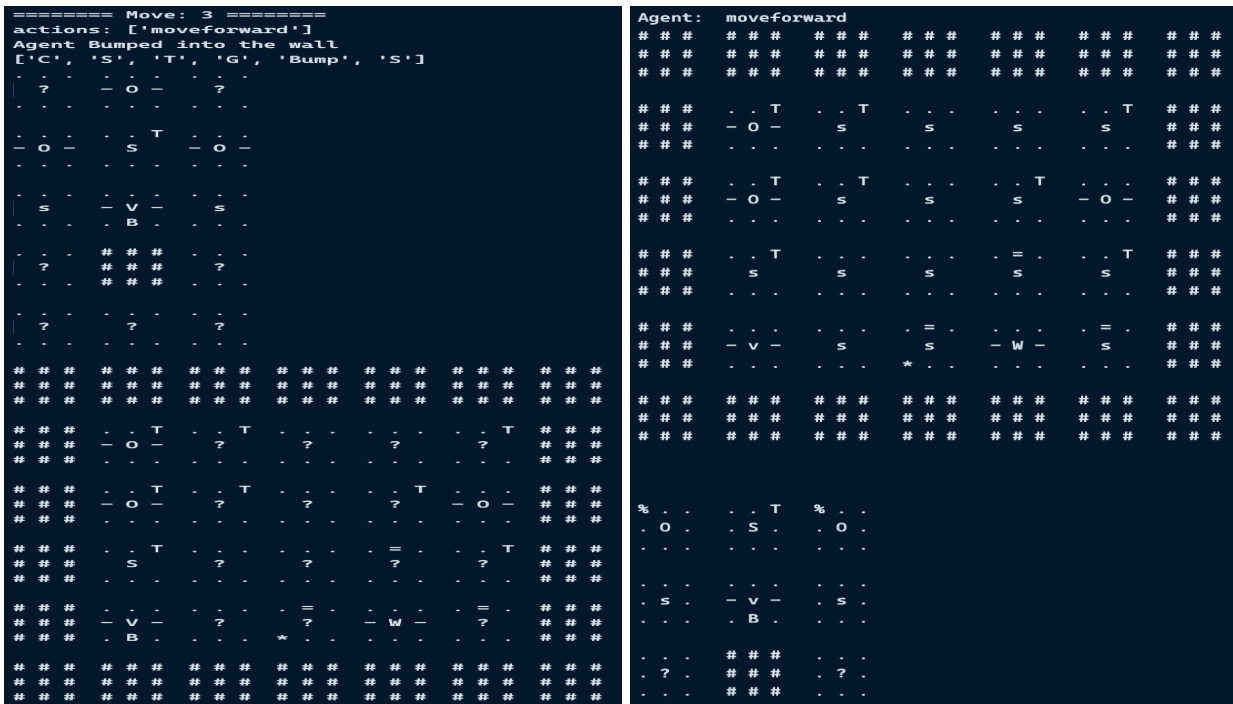 ======== Move: 3 ========
actions: ['moveforward']
Agent Bumped into the wall
['C', 'S', 'T', 'G', 'Bump', 'S']
. . . . . . . . .
? — O — ?
. . . . . . . . .
. . . . . T . . .
— O — S — O —
. . . . . . . . .
. . . . . . . . .
s — V — s
. . . . B . . . .
. . . # # # . . .
? # # # ?
. . . # # # . . .
. . . . . . . . .
? ? ?
. . . . . . . . .
# # # # # # # # # # # # # # # # # # # # #
# # # # # # # # # # # # # # # # # # # # #
# # # # # # # # # # # # # # # # # # # # #
# # # . . T . . T . . . . . . . . T # # #
# # # — O — ? ? ? ? # # #
# # # . . . . . . . . . . . . . . . # # #
# # # . . T . . T . . . . . T . . . # # #
# # # — O — ? ? ? — O — # # #
# # # . . . . . . . . . . . . . . . # # #
# # # . . T . . . . . . . = . . . T # # #
# # # S ? ? ? ? # # #
# # # . . . . . . . . . . . . . . . # # #
# # # . . . . . . . = . . . . . = . # # #
# # # — V — ? ? — W — ? # # #
# # # . B . . . . * . . . . . . . . # # #
# # # # # # # # # # # # # # # # # # # # #
# # # # # # # # # # # # # # # # # # # # #
# # # # # # # # # # # # # # # # # # # # #
Agent: moveforward
# # # # # # # # # # # # # # # # # # # # #
# # # # # # # # # # # # # # # # # # # # #
# # # # # # # # # # # # # # # # # # # # #
# # # . . T . . T . . . . . . . . T # # #
# # # — O — s s s s # # #
# # # . . . . . . . . . . . . . . . # # #
# # # . . T . . T . . . . . T . . . # # #
# # # — O — s s s — O — # # #
# # # . . . . . . . . . . . . . . . # # #
# # # . . T . . . . . . . = . . . T # # #
# # # s s s s s # # #
# # # . . . . . . . . . . . . . . . # # #
# # # . . . . . . . = . . . . . = . # # #
# # # — v — s s — W — s # # #
# # # . . . . . . * . . . . . . . . # # #
# # # # # # # # # # # # # # # # # # # # #
# # # # # # # # # # # # # # # # # # # # #
# # # # # # # # # # # # # # # # # # # # #
% . . . . T % . .
. O . . S . . O .
. . . . . . . . .
. . . . . . . . .
. s . — v — . s .
. . . . B . . . .
. . . # # # . . .
. ? . # # # . ? .
. . . # # # . . .